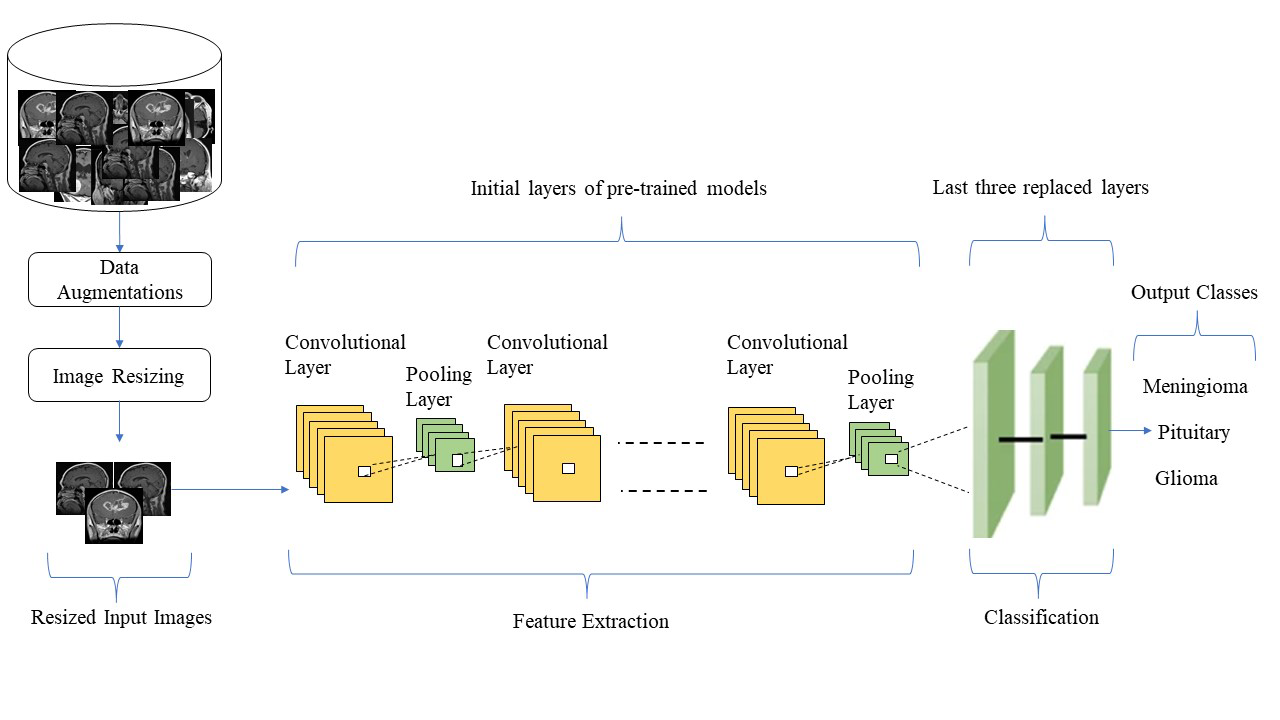 Initial layers of pre-trained models
Last three replaced layers
Data
Augmentations
Output Classes
Image Resizing
Convolutional
Layer
Pooling
Layer
Convolutional
Layer
Convolutional
Layer
Pooling
Layer
Meningioma
Pituitary
Glioma
Resized Input Images
Feature Extraction
Classification